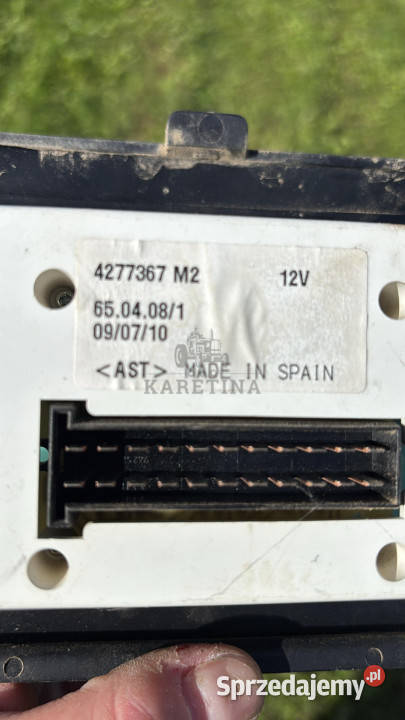 4277367 M2 12V
65.04.08/1
09/07/10
<AST> MADE IN SPAIN
KARETINA
Sprzedajemy.pl